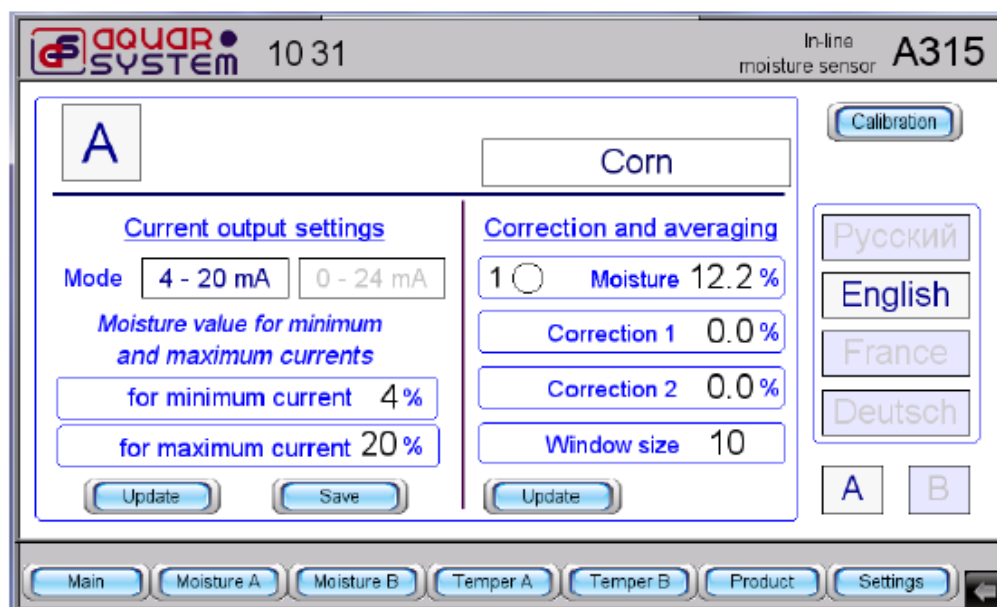 aquar
system
10 31
In-line
moisture sensor
A315
A
Corn
Calibration
Current output settings
Mode 4 - 20 mA 0 - 24 mA
Moisture value for minimum
and maximum currents
for minimum current 4 %
for maximum current 20 %
Update Save
Correction and averaging
1 Moisture 12.2 %
Correction 1 0.0 %
Correction 2 0.0 %
Window size 10
Update
Русский
English
France
Deutsch
A B
Main Moisture A Moisture B Temper A Temper B Product Settings